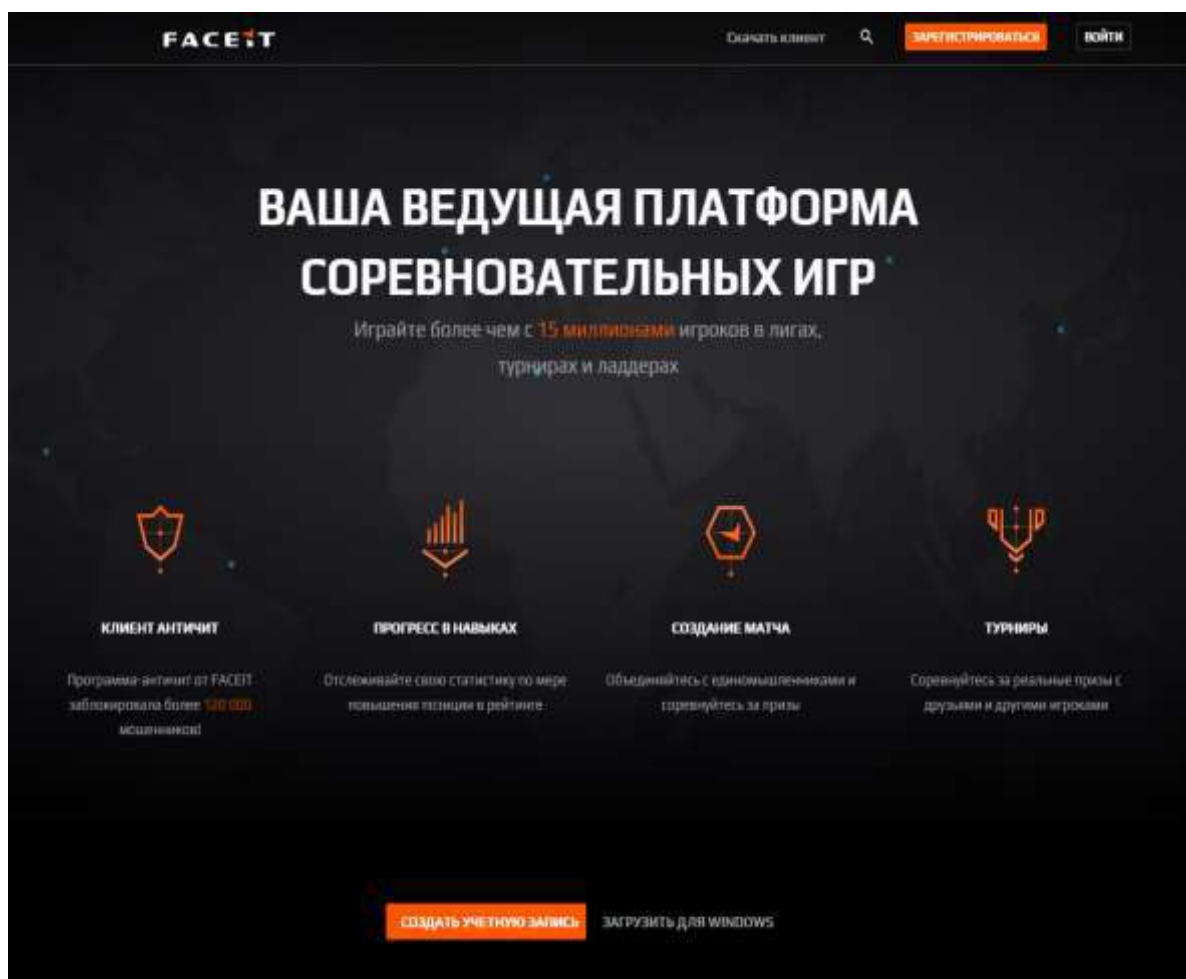 FACEIT
Скачать клиент
ЗАРЕГИСТРИРОВАТЬСЯ
ВОЙТИ
ВАША ВЕДУЩАЯ ПЛАТФОРМА
СОРЕВНОВАТЕЛЬНЫХ ИГР
Играйте более чем с 15 миллионами игроков в лигах,
турнирах и ладдерах
КЛИЕНТ АНТИЧИТ
Программа-античит от FACEIT
заблокировала более 120 000
мошенников!
ПРОГРЕСС В НАВЫКАХ
Отслеживайте свою статистику по мере
повышения позиции в рейтинге
СОЗДАНИЕ МАТЧА
Объединяйтесь с единомышленниками и
соревнуйтесь за призы
ТУРНИРЫ
Соревнуйтесь за реальные призы с
друзьями и другими игроками
СОЗДАТЬ УЧЕТНУЮ ЗАПИСЬ
ЗАГРУЗИТЬ ДЛЯ WINDOWS